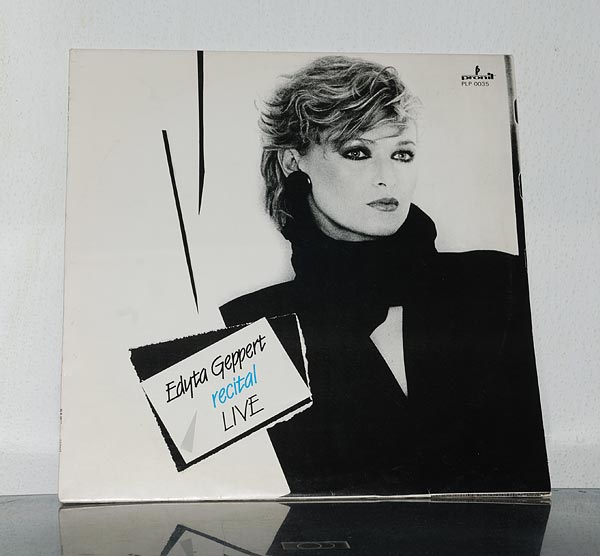 pronit
PLP 0035
Edyta Geppert
recital
LIVE